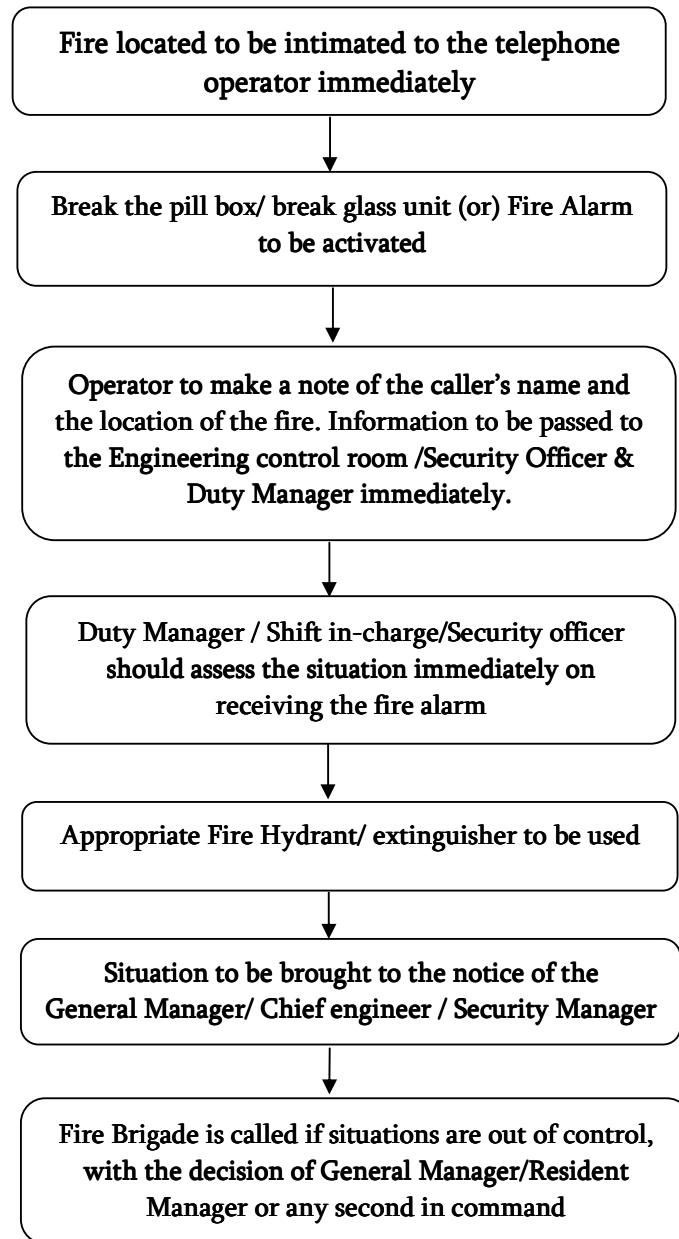 Fire located to be intimated to the telephone
operator immediately
Break the pill box/ break glass unit (or) Fire Alarm
to be activated
Operator to make a note of the caller’s name and
the location of the fire. Information to be passed to
the Engineering control room /Security Officer &
Duty Manager immediately.
Duty Manager / Shift in-charge/Security officer
should assess the situation immediately on
receiving the fire alarm
Appropriate Fire Hydrant/ extinguisher to be used
Situation to be brought to the notice of the
General Manager/ Chief engineer / Security Manager
Fire Brigade is called if situations are out of control,
with the decision of General Manager/Resident
Manager or any second in command